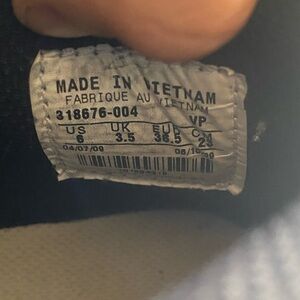 MADE IN VIETNAM
FABRIQUE AU VIETNAM
318676-004 VP
US UK EUR CM
6 3.5 36.5 23
04/07/09